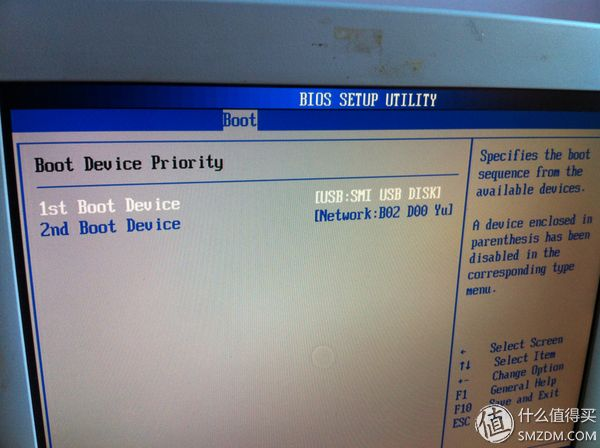 BIOS SETUP UTILITY
Boot
Boot Device Priority
1st Boot Device [USB:SMI USB DISK]
2nd Boot Device [Network:B02 D00 Yu]
Specifies the boot
sequence from the
available devices.
A device enclosed in
parenthesis has been
disabled in the
corresponding type
menu.
← Select Screen
↑↓ Select Item
+- Change Option
F1 General Help
F10 Save and Exit
ESC
值 什么值得买
SMZDM.COM